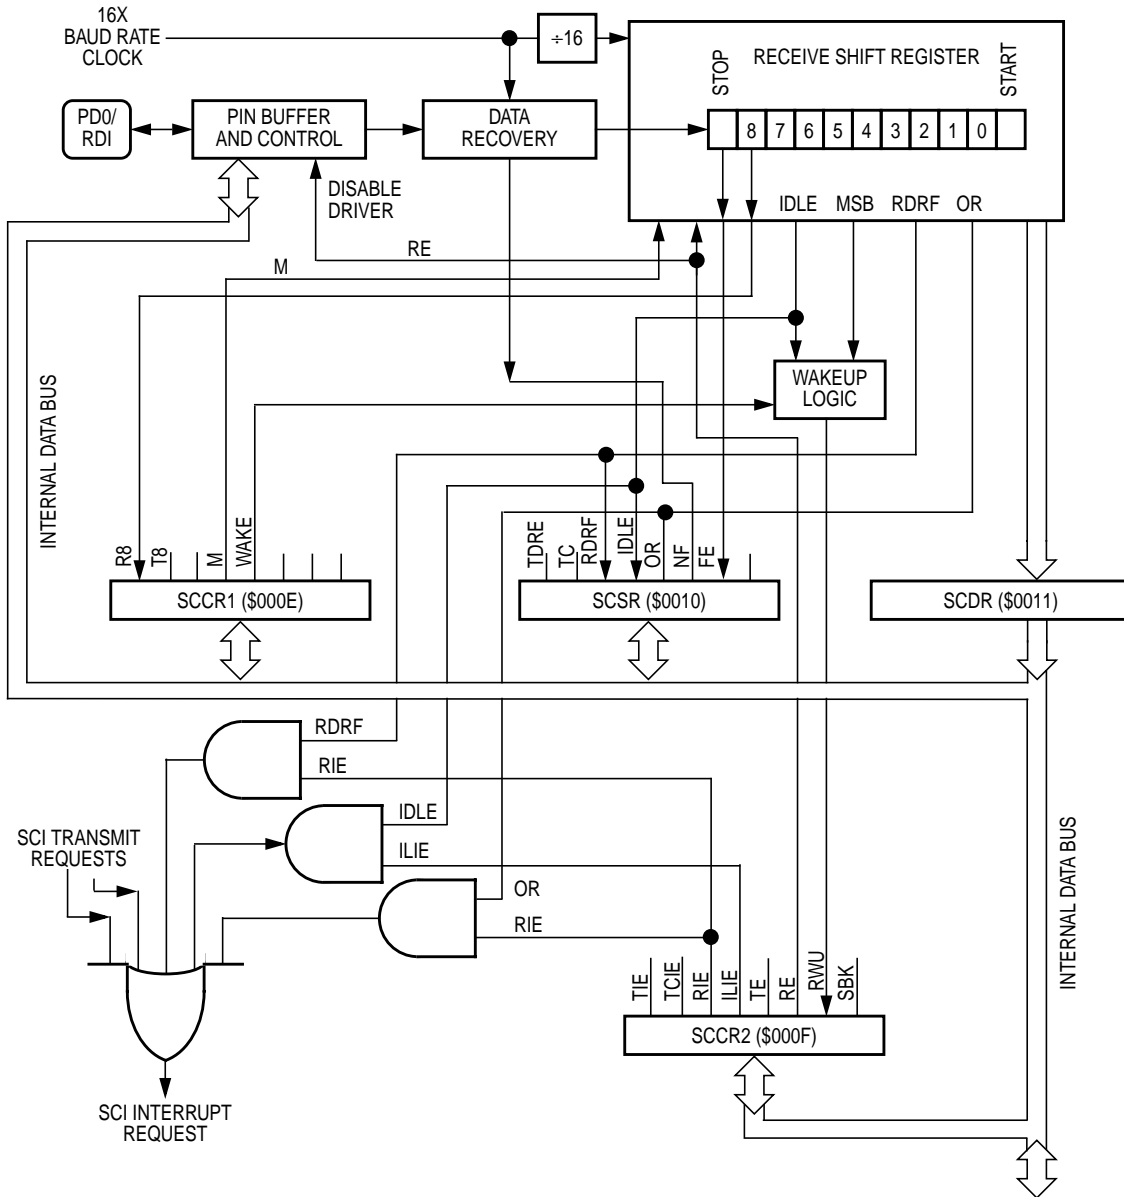 16X
BAUD RATE
CLOCK
÷16
RECEIVE SHIFT REGISTER
STOP
START
PD0/
RDI
PIN BUFFER
AND CONTROL
DATA
RECOVERY
8 7 6 5 4 3 2 1 0
DISABLE
DRIVER
IDLE MSB RDRF OR
RE
M
WAKEUP
LOGIC
INTERNAL DATA BUS
R8
T8
M
WAKE
TDRE
TC
RDRF
IDLE
OR
NF
FE
SCCR1 ($000E)
SCSR ($0010)
SCDR ($0011)
RDRF
RIE
IDLE
ILIE
SCI TRANSMIT
REQUESTS
OR
RIE
INTERNAL DATA BUS
TIE
TCIE
RIE
ILIE
TE
RE
RWU
SBK
SCCR2 ($000F)
SCI INTERRUPT
REQUEST